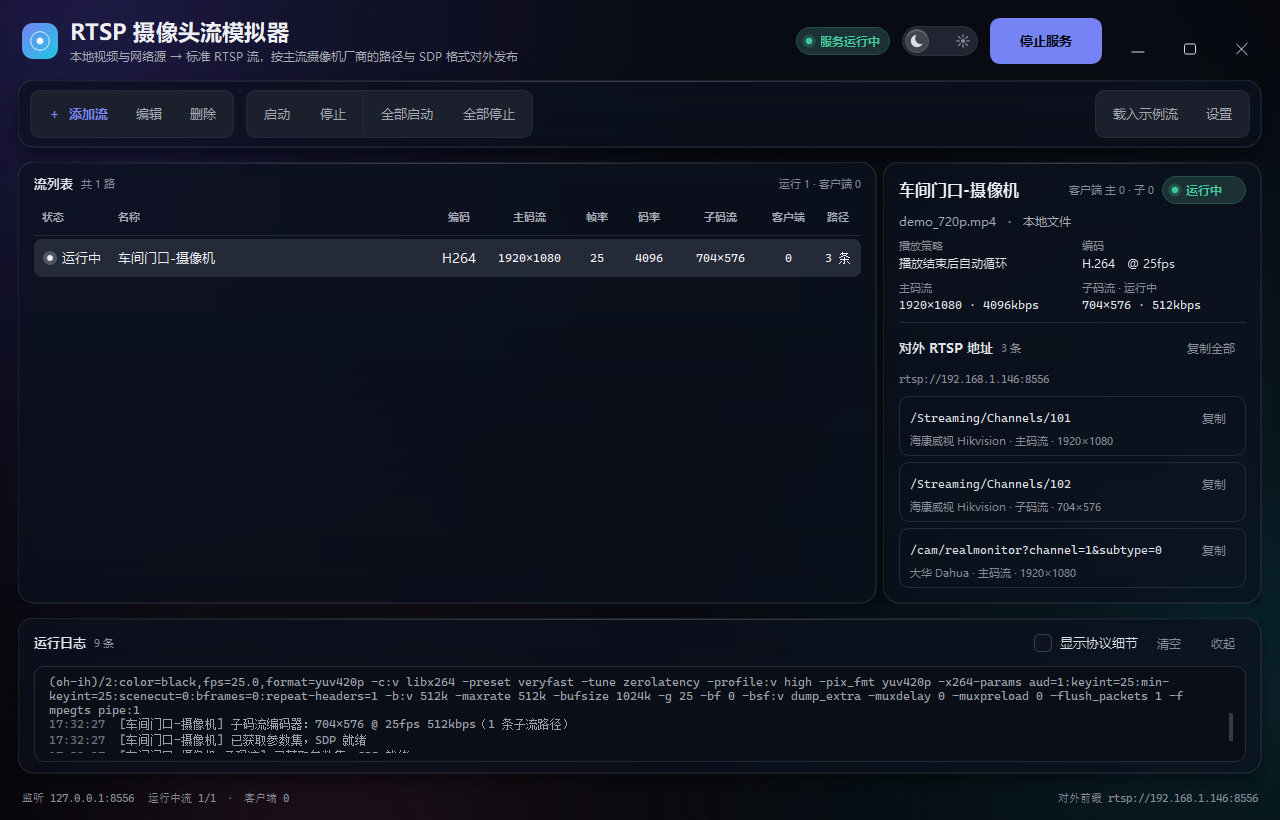 RTSP 摄像头流模拟器
本地视频与网络源 → 标准 RTSP 流，按主流摄像机厂商的路径与 SDP 格式对外发布
服务运行中
停止服务
+ 添加流 编辑 删除 启动 停止 全部启动 全部停止 载入示例流 设置
流列表 共 1 路 运行 1 · 客户端 0
状态 名称 编码 主码流 帧率 码率 子码流 客户端 路径
运行中 车间门口-摄像机 H264 1920×1080 25 4096 704×576 0 3 条
车间门口-摄像机 客户端 主 0 · 子 0 运行中
demo_720p.mp4 · 本地文件
播放策略 编码
播放结束后自动循环 H.264 @ 25fps
主码流 子码流 · 运行中
1920×1080 · 4096kbps 704×576 · 512kbps
对外 RTSP 地址 3 条 复制全部
rtsp://192.168.1.146:8556
/Streaming/Channels/101 复制
海康威视 Hikvision · 主码流 · 1920×1080
/Streaming/Channels/102 复制
海康威视 Hikvision · 子码流 · 704×576
/cam/realmonitor?channel=1&subtype=0 复制
大华 Dahua · 主码流 · 1920×1080
运行日志 9 条 显示协议细节 清空 收起
(oh-ih)/2:color=black,fps=25.0,format=yuv420p -c:v libx264 -preset veryfast -tune zerolatency -profile:v high -pix_fmt yuv420p -x264-params aud=1:keyint=25:min-
keyint=25:scenecut=0:bframes=0:repeat-headers=1 -b:v 512k -maxrate 512k -bufsize 1024k -g 25 -bf 0 -bsf:v dump_extra -muxdelay 0 -muxpreload 0 -flush_packets 1 -f
mpegts pipe:1
17:32:27 [车间门口-摄像机] 子码流编码器: 704×576 @ 25fps 512kbps（1 条子流路径）
17:32:27 [车间门口-摄像机] 已获取参数集，SDP 就绪
监听 127.0.0.1:8556 运行中流 1/1 · 客户端 0 对外前缀 rtsp://192.168.1.146:8556